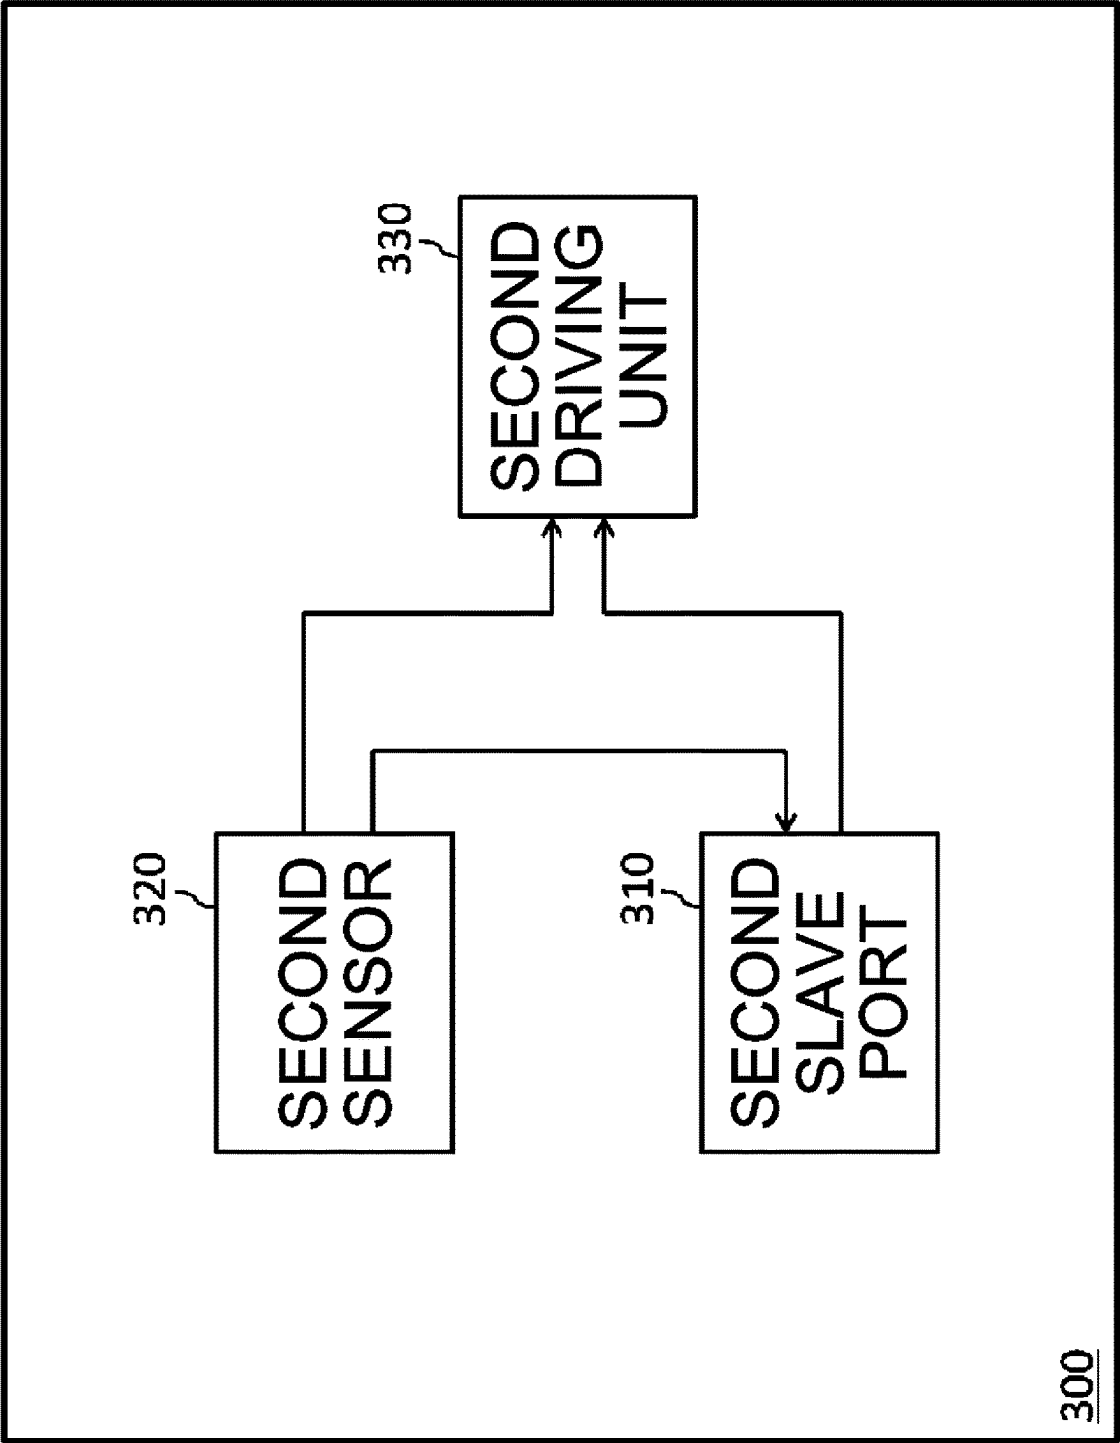 320
SECOND
SENSOR
330
SECOND
DRIVING
UNIT
310
SECOND
SLAVE
PORT
300